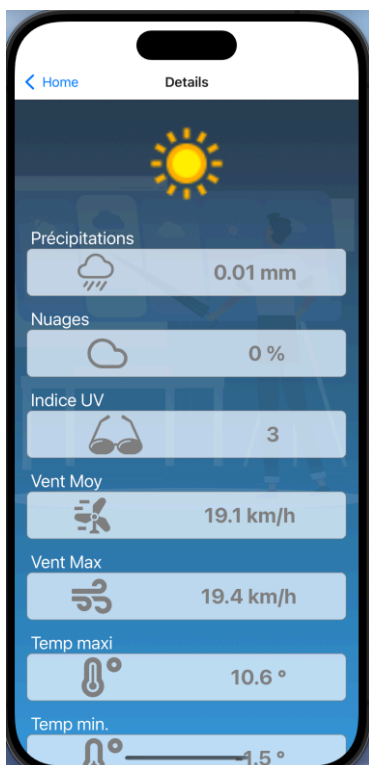 Home
Details
Précipitations
0.01 mm
Nuages
0 %
Indice UV
3
Vent Moy
19.1 km/h
Vent Max
19.4 km/h
Temp maxi
10.6 °
Temp min.